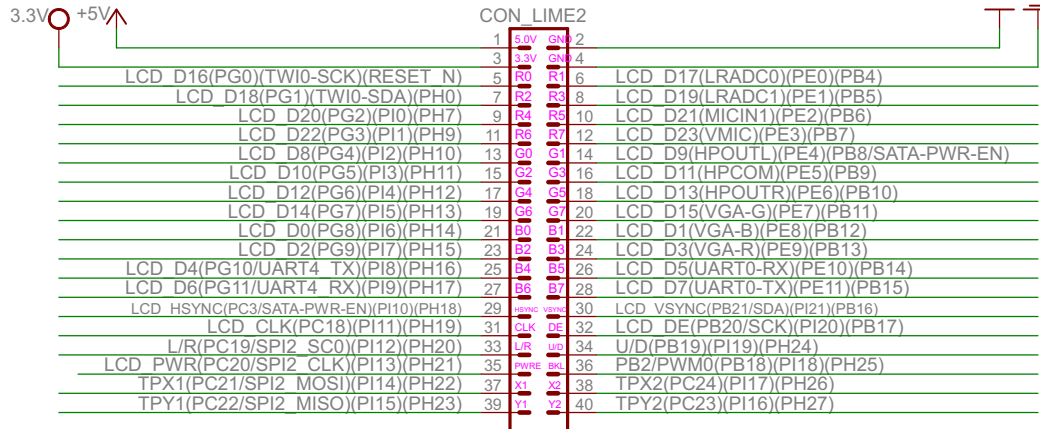 3.3V +5V CON_LIME2
1 5.0V GND 2
3 3.3V GND 4
LCD_D16(PG0)(TWI0-SCK)(RESET_N) 5 R0 R1 6 LCD_D17(LRADC0)(PE0)(PB4)
LCD_D18(PG1)(TWI0-SDA)(PH0) 7 R2 R3 8 LCD_D19(LRADC1)(PE1)(PB5)
LCD_D20(PG2)(PI0)(PH7) 9 R4 R5 10 LCD_D21(MICIN1)(PE2)(PB6)
LCD_D22(PG3)(PI1)(PH9) 11 R6 R7 12 LCD_D23(VMIC)(PE3)(PB7)
LCD_D8(PG4)(PI2)(PH10) 13 G0 G1 14 LCD_D9(HPOUTL)(PE4)(PB8/SATA-PWR-EN)
LCD_D10(PG5)(PI3)(PH11) 15 G2 G3 16 LCD_D11(HPCOM)(PE5)(PB9)
LCD_D12(PG6)(PI4)(PH12) 17 G4 G5 18 LCD_D13(HPOUTR)(PE6)(PB10)
LCD_D14(PG7)(PI5)(PH13) 19 G6 G7 20 LCD_D15(VGA-G)(PE7)(PB11)
LCD_D0(PG8)(PI6)(PH14) 21 B0 B1 22 LCD_D1(VGA-B)(PE8)(PB12)
LCD_D2(PG9)(PI7)(PH15) 23 B2 B3 24 LCD_D3(VGA-R)(PE9)(PB13)
LCD_D4(PG10/UART4_TX)(PI8)(PH16) 25 B4 B5 26 LCD_D5(UART0-RX)(PE10)(PB14)
LCD_D6(PG11/UART4_RX)(PI9)(PH17) 27 B6 B7 28 LCD_D7(UART0-TX)(PE11)(PB15)
LCD_HSYNC(PC3/SATA-PWR-EN)(PI10)(PH18) 29 HSYNC VSYNC 30 LCD_VSYNC(PB21/SDA)(PI21)(PB16)
LCD_CLK(PC18)(PI11)(PH19) 31 CLK DE 32 LCD_DE(PB20/SCK)(PI20)(PB17)
L/R(PC19/SPI2_SC0)(PI12)(PH20) 33 L/R U/D 34 U/D(PB19)(PI19)(PH24)
LCD_PWR(PC20/SPI2_CLK)(PI13)(PH21) 35 PWRE BKL 36 PB2/PWM0(PB18)(PI18)(PH25)
TPX1(PC21/SPI2_MOSI)(PI14)(PH22) 37 X1 X2 38 TPX2(PC24)(PI17)(PH26)
TPY1(PC22/SPI2_MISO)(PI15)(PH23) 39 Y1 Y2 40 TPY2(PC23)(PI16)(PH27)